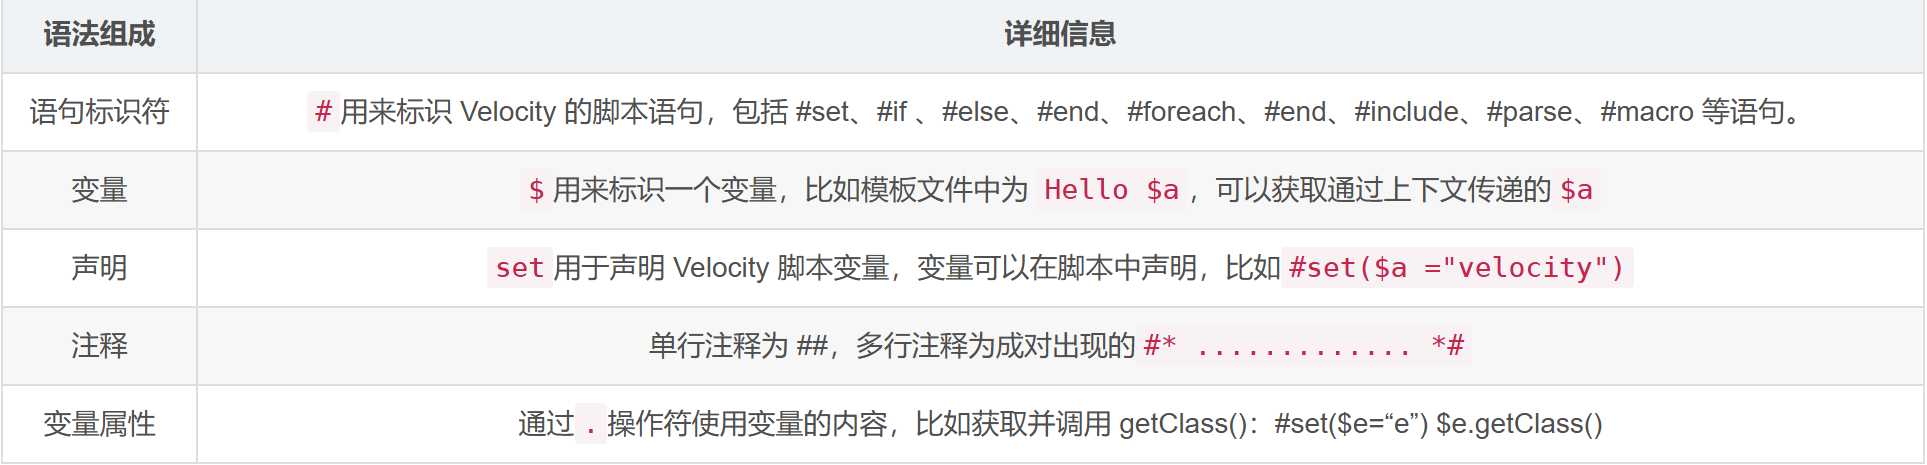 语法组成 详细信息
语句标识符 #用来标识 Velocity 的脚本语句，包括 #set、#if 、#else、#end、#foreach、#end、#include、#parse、#macro 等语句。
变量 $用来标识一个变量，比如模板文件中为 Hello $a，可以获取通过上下文传递的 $a
声明 set用于声明 Velocity 脚本变量，变量可以在脚本中声明，比如#set($a ="velocity")
注释 单行注释为 ##，多行注释为成对出现的 #* ............. *#
变量属性 通过.操作符使用变量的内容，比如获取并调用 getClass()：#set($e=“e”) $e.getClass()